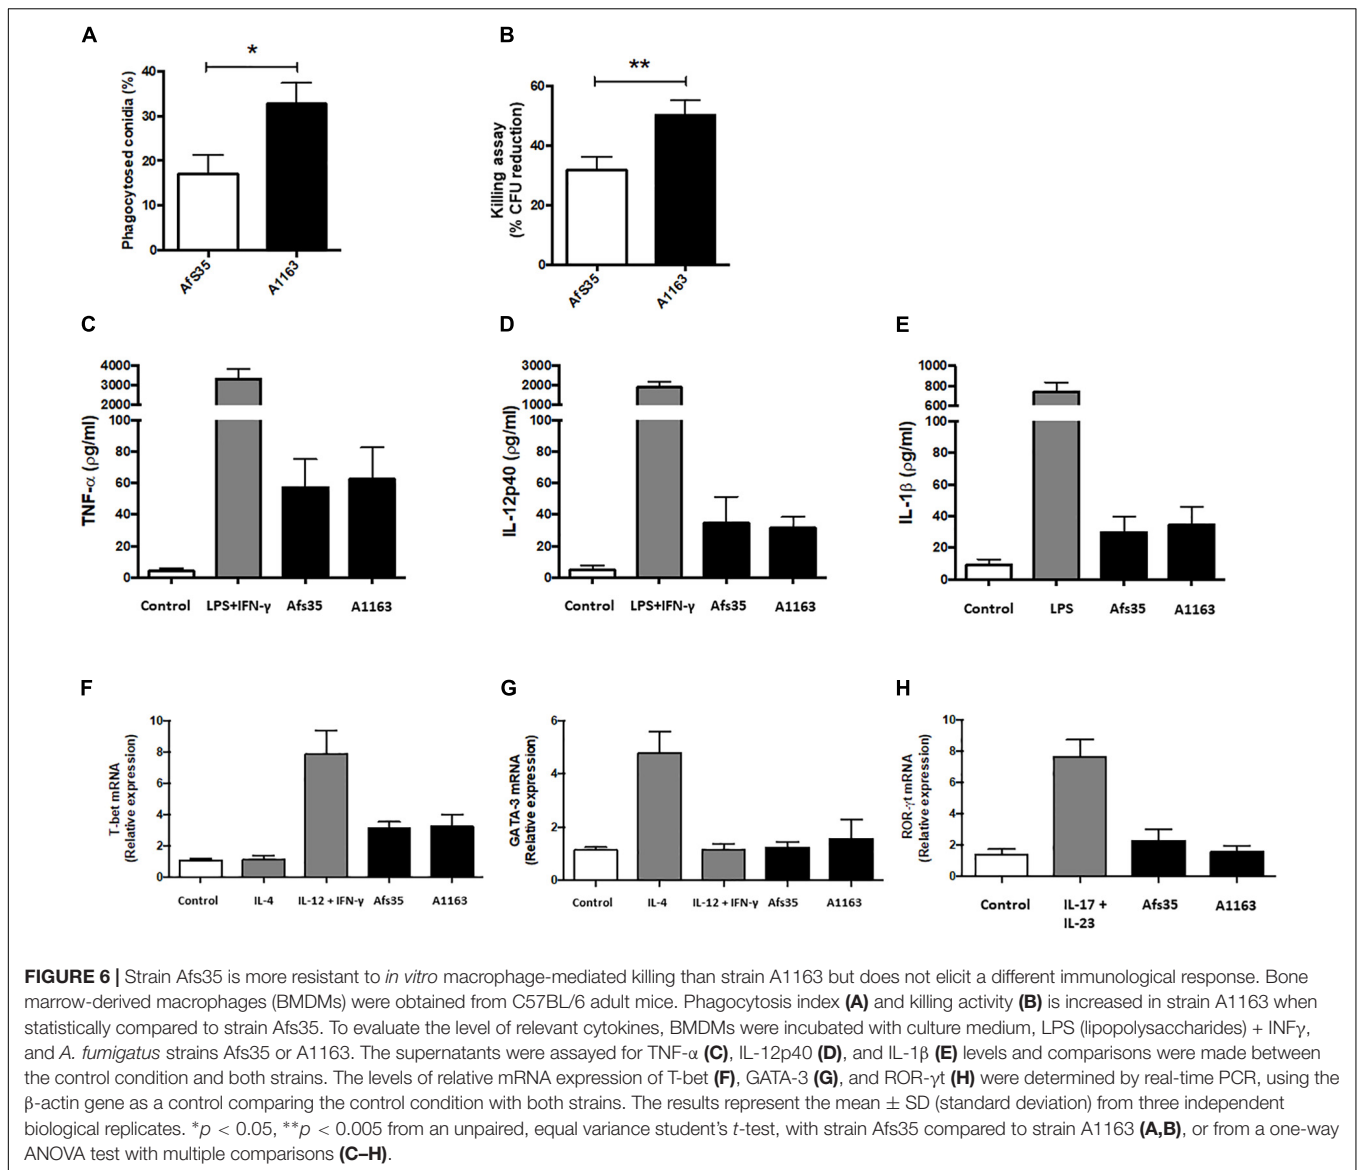 A
*
Phagocytosed conidia (%)
40
30
20
10
0
AfS35
A1163
B
**
Killing assay
(% CFU reduction)
60
40
20
0
AfS35
A1163
C
TNF-α (ρg/ml)
4000
3000
2000
100
80
60
40
20
0
Control LPS+IFN-γ Afs35 A1163
D
IL-12p40 (ρg/ml)
3000
2000
1000
100
80
60
40
20
0
Control LPS+IFN-γ Afs35 A1163
E
IL-1β (ρg/ml)
1000
800
600
100
80
60
40
20
0
Control LPS Afs35 A1163
F
T-bet mRNA
(Relative expression)
10
8
6
4
2
0
Control IL-4 IL-12 + IFN-γ Afs35 A1163
G
GATA-3 mRNA
(Relative expression)
6
4
2
0
Control IL-4 IL-12 + IFN-γ Afs35 A1163
H
ROR-γt mRNA
(Relative expression)
10
8
6
4
2
0
Control IL-17 + Afs35 A1163
IL-23
FIGURE 6 | Strain Afs35 is more resistant to in vitro macrophage-mediated killing than strain A1163 but does not elicit a different immunological response. Bone
marrow-derived macrophages (BMDMs) were obtained from C57BL/6 adult mice. Phagocytosis index (A) and killing activity (B) is increased in strain A1163 when
statistically compared to strain Afs35. To evaluate the level of relevant cytokines, BMDMs were incubated with culture medium, LPS (lipopolysaccharides) + INFγ,
and A. fumigatus strains Afs35 or A1163. The supernatants were assayed for TNF-α (C), IL-12p40 (D), and IL-1β (E) levels and comparisons were made between
the control condition and both strains. The levels of relative mRNA expression of T-bet (F), GATA-3 (G), and ROR-γt (H) were determined by real-time PCR, using the
β-actin gene as a control comparing the control condition with both strains. The results represent the mean ± SD (standard deviation) from three independent
biological replicates. *p < 0.05, **p < 0.005 from an unpaired, equal variance student's t-test, with strain Afs35 compared to strain A1163 (A,B), or from a one-way
ANOVA test with multiple comparisons (C–H).